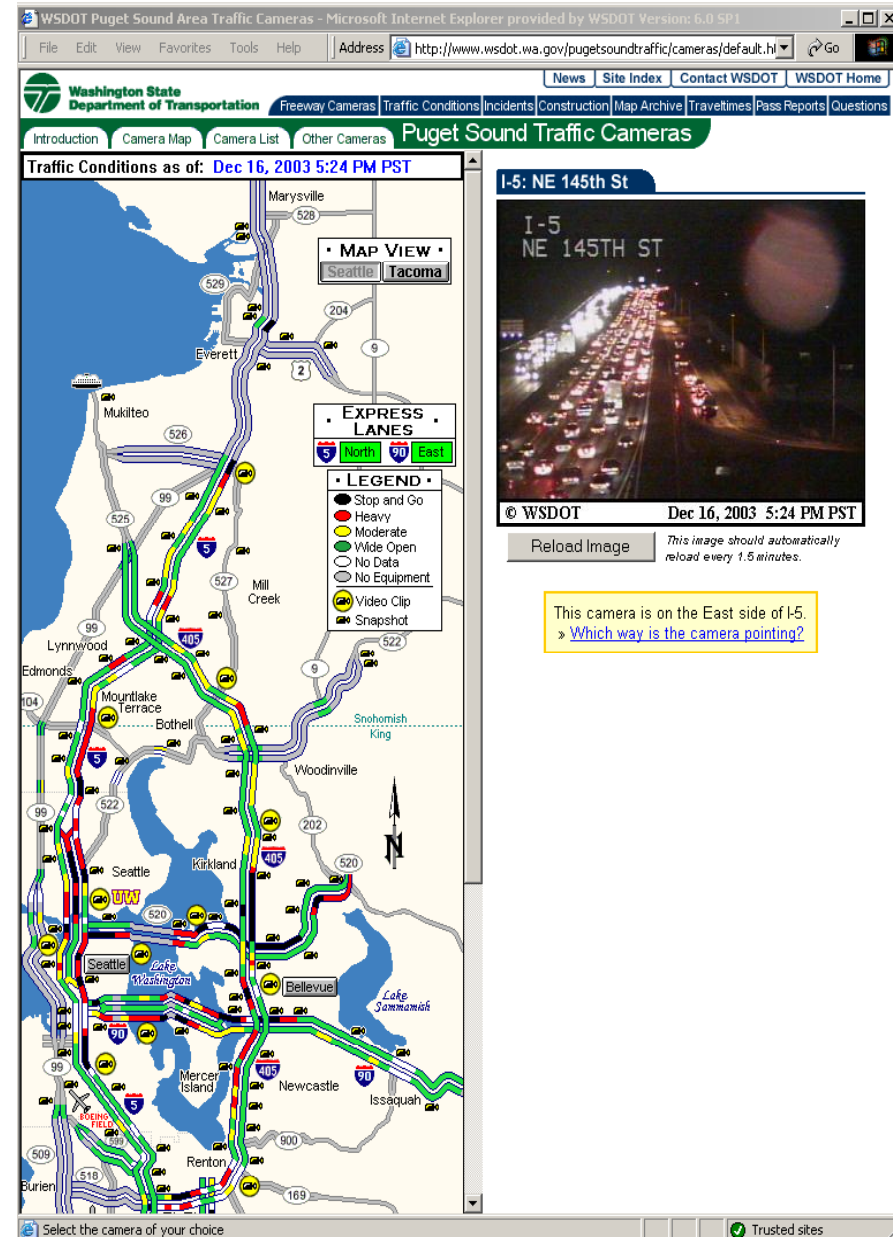 WSDOT Puget Sound Area Traffic Cameras - Microsoft Internet Explorer provided by WSDOT Version: 6.0 SP1
File Edit View Favorites Tools Help Address http://www.wsdot.wa.gov/pugetsoundtraffic/cameras/default.ht Go
News Site Index Contact WSDOT WSDOT Home
Washington State
Department of Transportation
Freeway Cameras Traffic Conditions Incidents Construction Map Archive Traveltimes Pass Reports Questions
Introduction Camera Map Camera List Other Cameras Puget Sound Traffic Cameras
Traffic Conditions as of: Dec 16, 2003 5:24 PM PST
Marysville
528
· MAP VIEW ·
Seattle Tacoma
529
204
9
Everett
2
Mukilteo
· EXPRESS LANES ·
5 North 90 East
526
· LEGEND ·
Stop and Go
Heavy
Moderate
Wide Open
No Data
No Equipment
Video Clip
Snapshot
99
525
5
527
Mill
Creek
99
405
522
Lynnwood
Edmonds
9
104
Mountlake
Terrace
Bothell
Snohomish
King
5
Woodinville
522
99
202
N
405
Kirkland
520
Seattle
UW
520
Seattle
Lake
Washington
Bellevue
Lake
Sammamish
90
99
Mercer
Island
405
Newcastle
90
Issaquah
5
BOEING
FIELD
599
900
509
Renton
518
Burien
169
I-5: NE 145th St
I-5
NE 145TH ST
© WSDOT Dec 16, 2003 5:24 PM PST
Reload Image
This image should automatically
reload every 1.5 minutes.
This camera is on the East side of I-5.
» Which way is the camera pointing?
Select the camera of your choice Trusted sites